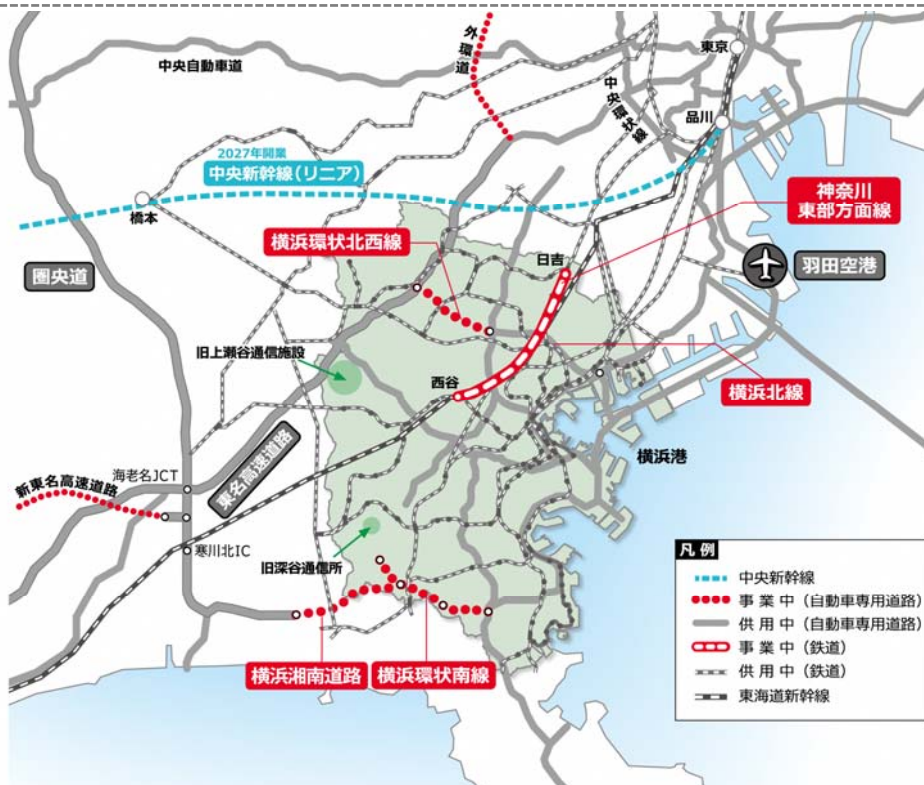 東京
外環道
中央自動車道
中央環状線
品川
2027年開業
中央新幹線(リニア)
神奈川
東部方面線
橋本
横浜環状北西線
日吉
羽田空港
圏央道
旧上瀬谷通信施設
西谷
横浜北線
横浜港
海老名JCT
東名高速道路
新東名高速道路
寒川北IC
旧深谷通信所
横浜湘南道路
横浜環状南線
凡例
中央新幹線
事業中(自動車専用道路)
供用中(自動車専用道路)
事業中(鉄道)
供用中(鉄道)
東海道新幹線